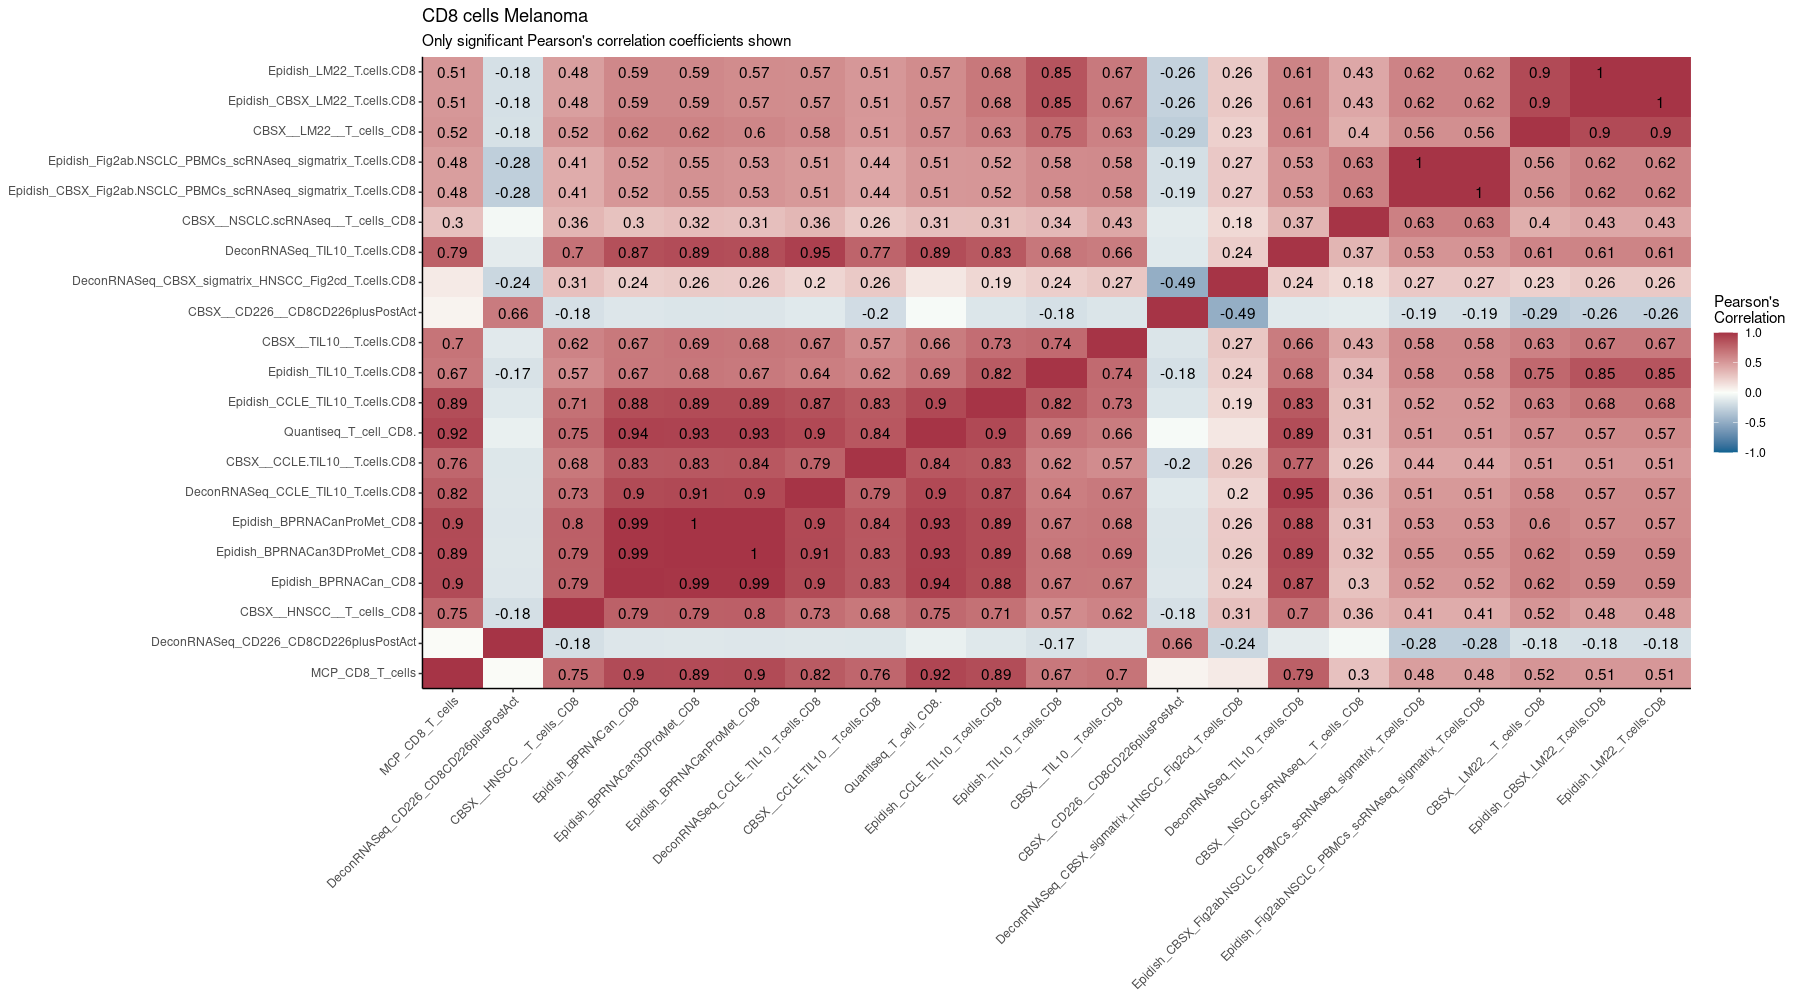 CD8 cells Melanoma
Only significant Pearson's correlation coefficients shown
Epidish_LM22_T.cells.CD8 0.51 -0.18 0.48 0.59 0.59 0.57 0.57 0.51 0.57 0.68 0.85 0.67 -0.26 0.26 0.61 0.43 0.62 0.62 0.9 1
Epidish_CBSX_LM22_T.cells.CD8 0.51 -0.18 0.48 0.59 0.59 0.57 0.57 0.51 0.57 0.68 0.85 0.67 -0.26 0.26 0.61 0.43 0.62 0.62 0.9 1
CBSX__LM22__T_cells_CD8 0.52 -0.18 0.52 0.62 0.62 0.6 0.58 0.51 0.57 0.63 0.75 0.63 -0.29 0.23 0.61 0.4 0.56 0.56 0.9 0.9
Epidish_Fig2ab.NSCLC_PBMCs_scRNAseq_sigmatrix_T.cells.CD8 0.48 -0.28 0.41 0.52 0.55 0.53 0.51 0.44 0.51 0.52 0.58 0.58 -0.19 0.27 0.53 0.63 1 0.56 0.62 0.62
Epidish_CBSX_Fig2ab.NSCLC_PBMCs_scRNAseq_sigmatrix_T.cells.CD8 0.48 -0.28 0.41 0.52 0.55 0.53 0.51 0.44 0.51 0.52 0.58 0.58 -0.19 0.27 0.53 0.63 1 0.56 0.62 0.62
CBSX__NSCLC.scRNAseq__T_cells_CD8 0.3 0.36 0.3 0.32 0.31 0.36 0.26 0.31 0.31 0.34 0.43 0.18 0.37 0.63 0.63 0.4 0.43 0.43
DeconRNASeq_TIL10_T.cells.CD8 0.79 0.7 0.87 0.89 0.88 0.95 0.77 0.89 0.83 0.68 0.66 0.24 0.37 0.53 0.53 0.61 0.61 0.61
DeconRNASeq_CBSX_sigmatrix_HNSCC_Fig2cd_T.cells.CD8 -0.24 0.31 0.24 0.26 0.26 0.2 0.26 0.19 0.24 0.27 -0.49 0.24 0.18 0.27 0.27 0.23 0.26 0.26
CBSX__CD226__CD8CD226plusPostAct 0.66 -0.18 -0.2 -0.18 -0.49 -0.19 -0.19 -0.29 -0.26 -0.26
CBSX__TIL10__T.cells.CD8 0.7 0.62 0.67 0.69 0.68 0.67 0.57 0.66 0.73 0.74 0.27 0.66 0.43 0.58 0.58 0.63 0.67 0.67
Epidish_TIL10_T.cells.CD8 0.67 -0.17 0.57 0.67 0.68 0.67 0.64 0.62 0.69 0.82 0.74 -0.18 0.24 0.68 0.34 0.58 0.58 0.75 0.85 0.85
Epidish_CCLE_TIL10_T.cells.CD8 0.89 0.71 0.88 0.89 0.89 0.87 0.83 0.9 0.82 0.73 0.19 0.83 0.31 0.52 0.52 0.63 0.68 0.68
Quantiseq_T_cell_CD8. 0.92 0.75 0.94 0.93 0.93 0.9 0.84 0.9 0.69 0.66 0.89 0.31 0.51 0.51 0.57 0.57 0.57
CBSX__CCLE.TIL10__T.cells.CD8 0.76 0.68 0.83 0.83 0.84 0.79 0.84 0.83 0.62 0.57 -0.2 0.26 0.77 0.26 0.44 0.44 0.51 0.51 0.51
DeconRNASeq_CCLE_TIL10_T.cells.CD8 0.82 0.73 0.9 0.91 0.9 0.79 0.9 0.87 0.64 0.67 0.2 0.95 0.36 0.51 0.51 0.58 0.57 0.57
Epidish_BPRNACanProMet_CD8 0.9 0.8 0.99 1 0.9 0.84 0.93 0.89 0.67 0.68 0.26 0.88 0.31 0.53 0.53 0.6 0.57 0.57
Epidish_BPRNACan3DProMet_CD8 0.89 0.79 0.99 1 0.91 0.83 0.93 0.89 0.68 0.69 0.26 0.89 0.32 0.55 0.55 0.62 0.59 0.59
Epidish_BPRNACan_CD8 0.9 0.79 0.99 0.99 0.9 0.83 0.94 0.88 0.67 0.67 0.24 0.87 0.3 0.52 0.52 0.62 0.59 0.59
CBSX__HNSCC__T_cells_CD8 0.75 -0.18 0.79 0.79 0.8 0.73 0.68 0.75 0.71 0.57 0.62 -0.18 0.31 0.7 0.36 0.41 0.41 0.52 0.48 0.48
DeconRNASeq_CD226_CD8CD226plusPostAct -0.18 -0.17 0.66 -0.24 -0.28 -0.28 -0.18 -0.18 -0.18
MCP_CD8_T_cells 0.75 0.9 0.89 0.9 0.82 0.76 0.92 0.89 0.67 0.7 0.79 0.3 0.48 0.48 0.52 0.51 0.51
MCP_CD8_T_cells
DeconRNASeq_CD226_CD8CD226plusPostAct
CBSX__HNSCC__T_cells_CD8
Epidish_BPRNACan_CD8
Epidish_BPRNACan3DProMet_CD8
Epidish_BPRNACanProMet_CD8
DeconRNASeq_CCLE_TIL10_T.cells.CD8
CBSX__CCLE.TIL10__T.cells.CD8
Quantiseq_T_cell_CD8.
Epidish_CCLE_TIL10_T.cells.CD8
Epidish_TIL10_T.cells.CD8
CBSX__TIL10__T.cells.CD8
CBSX__CD226__CD8CD226plusPostAct
DeconRNASeq_CBSX_sigmatrix_HNSCC_Fig2cd_T.cells.CD8
DeconRNASeq_TIL10_T.cells.CD8
CBSX__NSCLC.scRNAseq__T_cells_CD8
Epidish_CBSX_Fig2ab.NSCLC_PBMCs_scRNAseq_sigmatrix_T.cells.CD8
Epidish_Fig2ab.NSCLC_PBMCs_scRNAseq_sigmatrix_T.cells.CD8
CBSX__LM22__T_cells_CD8
Epidish_CBSX_LM22_T.cells.CD8
Epidish_LM22_T.cells.CD8
Pearson's
Correlation
1.0
0.5
0.0
-0.5
-1.0